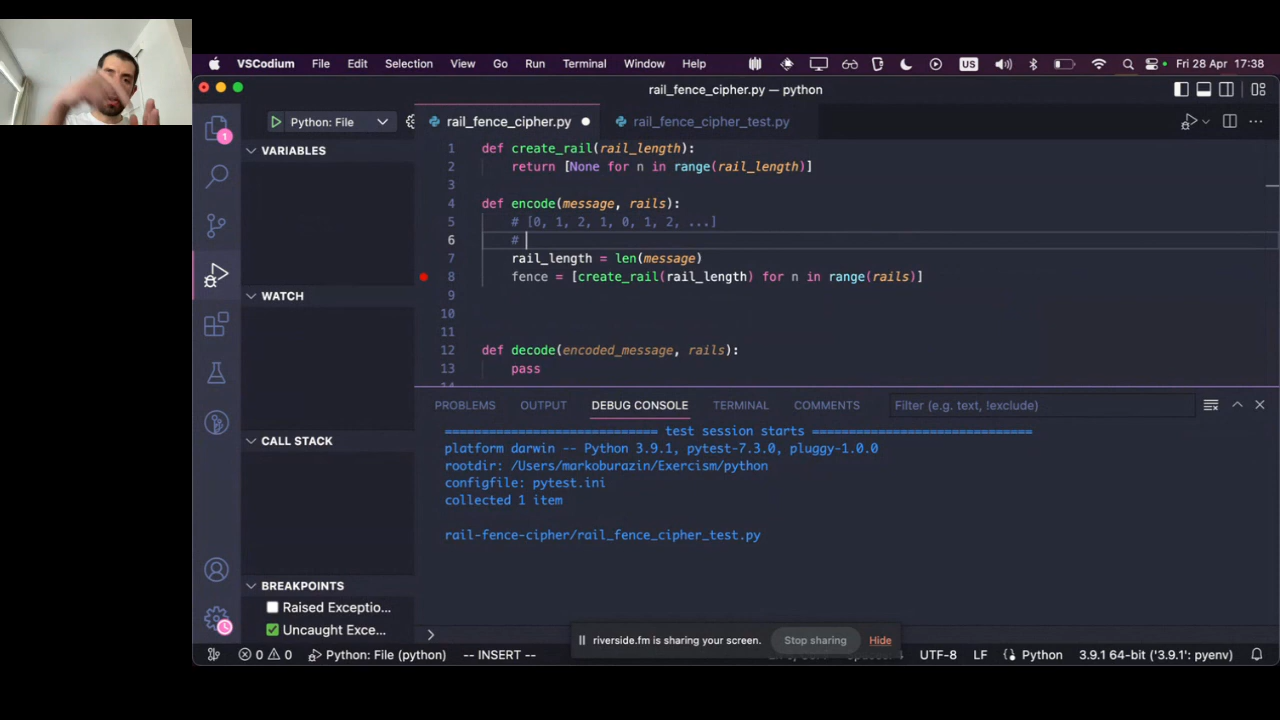 VSCodium File Edit Selection View Go Run Terminal Window Help US Fri 28 Apr 17:38
rail_fence_cipher.py — python
Python: File
rail_fence_cipher.py
rail_fence_cipher_test.py
1
VARIABLES
WATCH
CALL STACK
BREAKPOINTS
Raised Exceptio...
Uncaught Exce...
1 def create_rail(rail_length):
2 return [None for n in range(rail_length)]
3
4 def encode(message, rails):
5 # [0, 1, 2, 1, 0, 1, 2, ...]
6 #
7 rail_length = len(message)
8 fence = [create_rail(rail_length) for n in range(rails)]
9
10
11
12 def decode(encoded_message, rails):
13 pass
PROBLEMS OUTPUT DEBUG CONSOLE TERMINAL COMMENTS Filter (e.g. text, !exclude)
============================= test session starts ==============================
platform darwin -- Python 3.9.1, pytest-7.3.0, pluggy-1.0.0
rootdir: /Users/markoburazin/Exercism/python
configfile: pytest.ini
collected 1 item
rail-fence-cipher/rail_fence_cipher_test.py
riverside.fm is sharing your screen. Stop sharing Hide
0 0 Python: File (python) -- INSERT -- UTF-8 LF Python 3.9.1 64-bit ('3.9.1': pyenv)